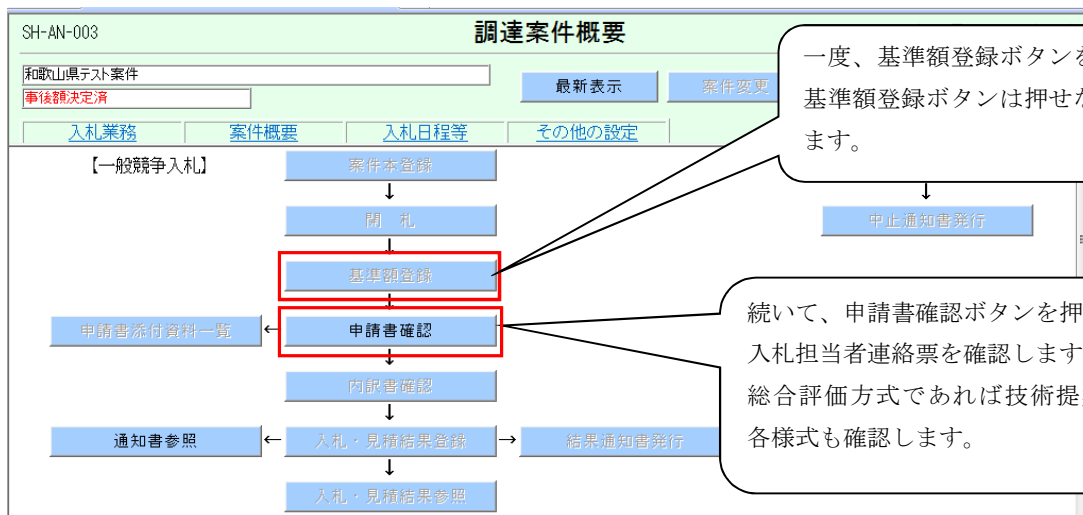 SH-AN-003
調達案件概要
和歌山県テスト案件
事後額決定済
最新表示
案件変更
入札業務
案件概要
入札日程等
その他の設定
一度、基準額登録ボタンを
基準額登録ボタンは押せな
ます。
【一般競争入札】
案件本登録
↓
↓
開 札
中止通知書発行
↓
基準額登録
↓
申請書添付資料一覧
←
申請書確認
続いて、申請書確認ボタンを押
入札担当者連絡票を確認します
総合評価方式であれば技術提
各様式も確認します。
↓
内訳書確認
↓
通知書参照
←
入札・見積結果登録
→
結果通知書発行
↓
入札・見積結果参照